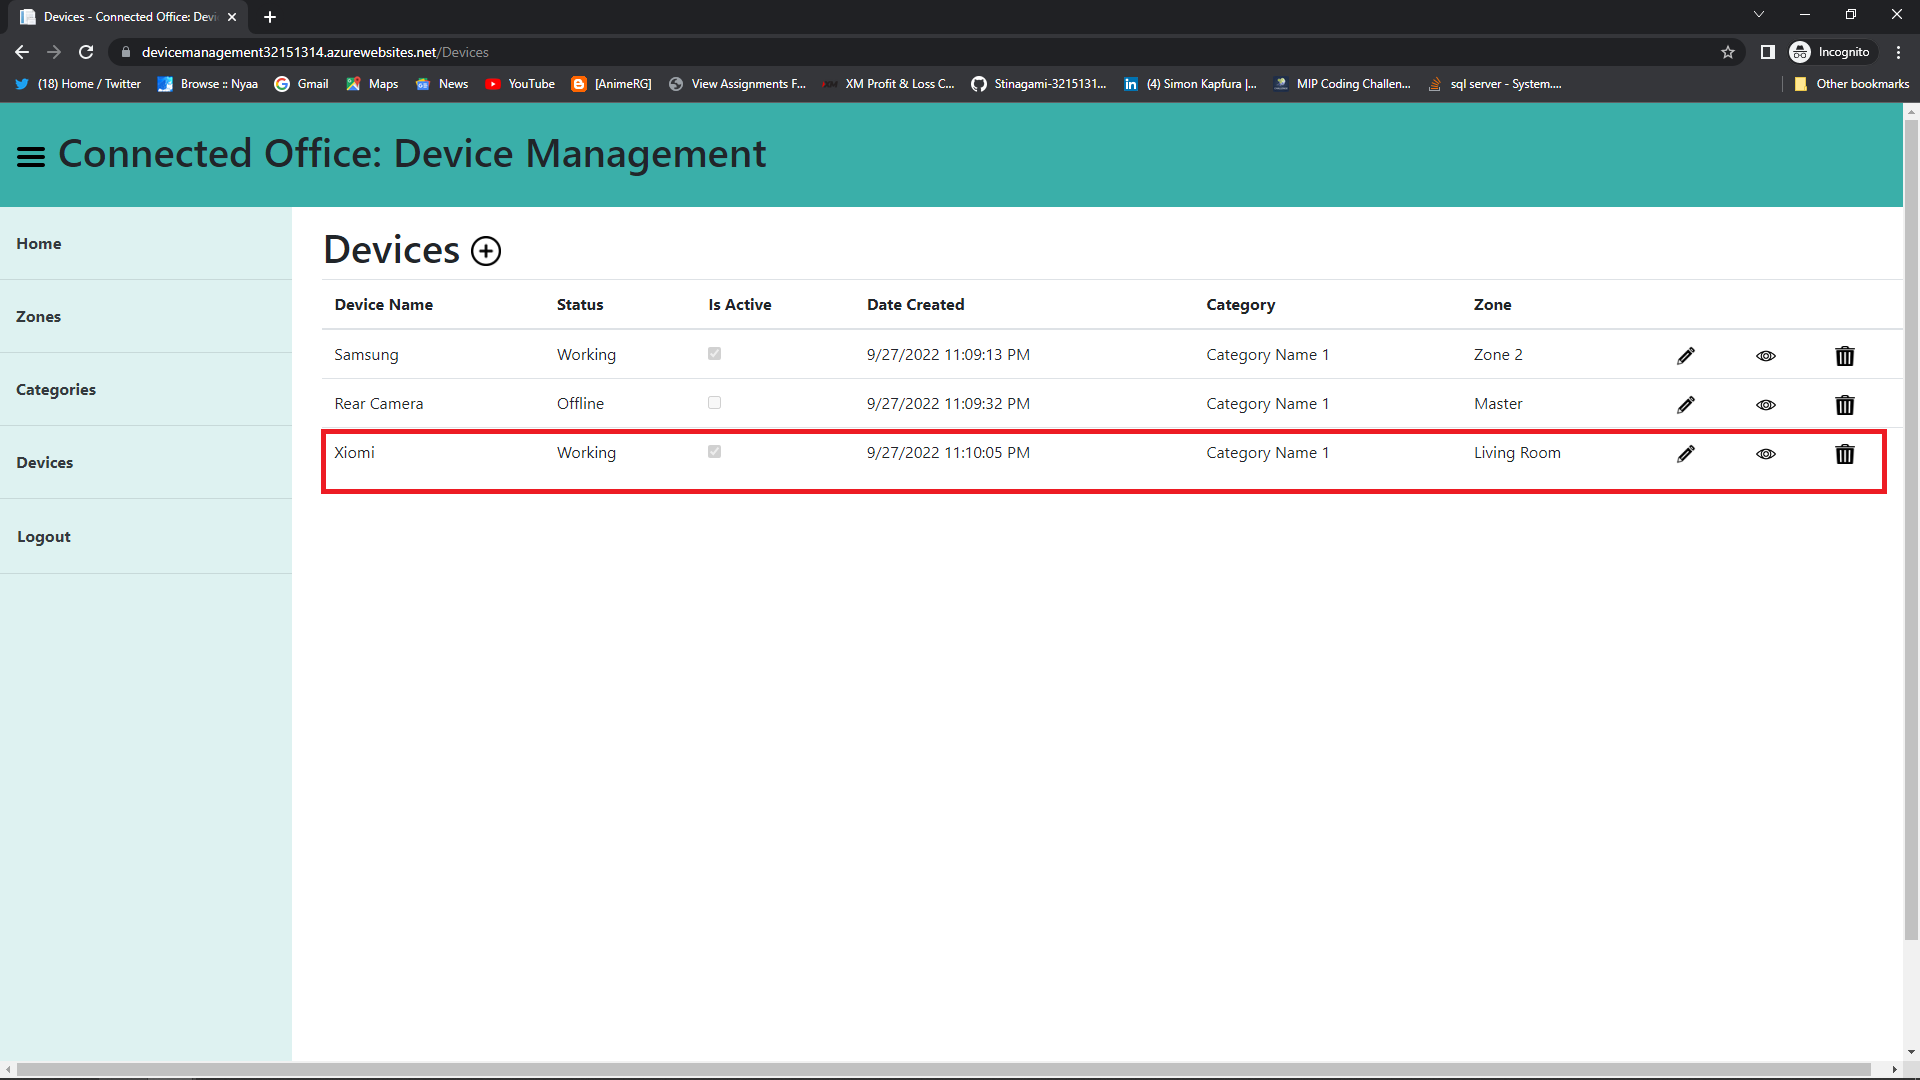 Devices - Connected Office: Devi
devicemanagement32151314.azurewebsites.net/Devices
Incognito
(18) Home / Twitter
Browse :: Nyaa
Gmail
Maps
News
YouTube
[AnimeRG]
View Assignments F...
XM Profit & Loss C...
Stinagami-3215131...
(4) Simon Kapfura |...
MIP Coding Challen...
sql server - System....
Other bookmarks
Connected Office: Device Management
Home
Zones
Categories
Devices
Logout
Devices
Device Name Status Is Active Date Created Category Zone
Samsung Working 9/27/2022 11:09:13 PM Category Name 1 Zone 2
Rear Camera Offline 9/27/2022 11:09:32 PM Category Name 1 Master
Xiomi Working 9/27/2022 11:10:05 PM Category Name 1 Living Room